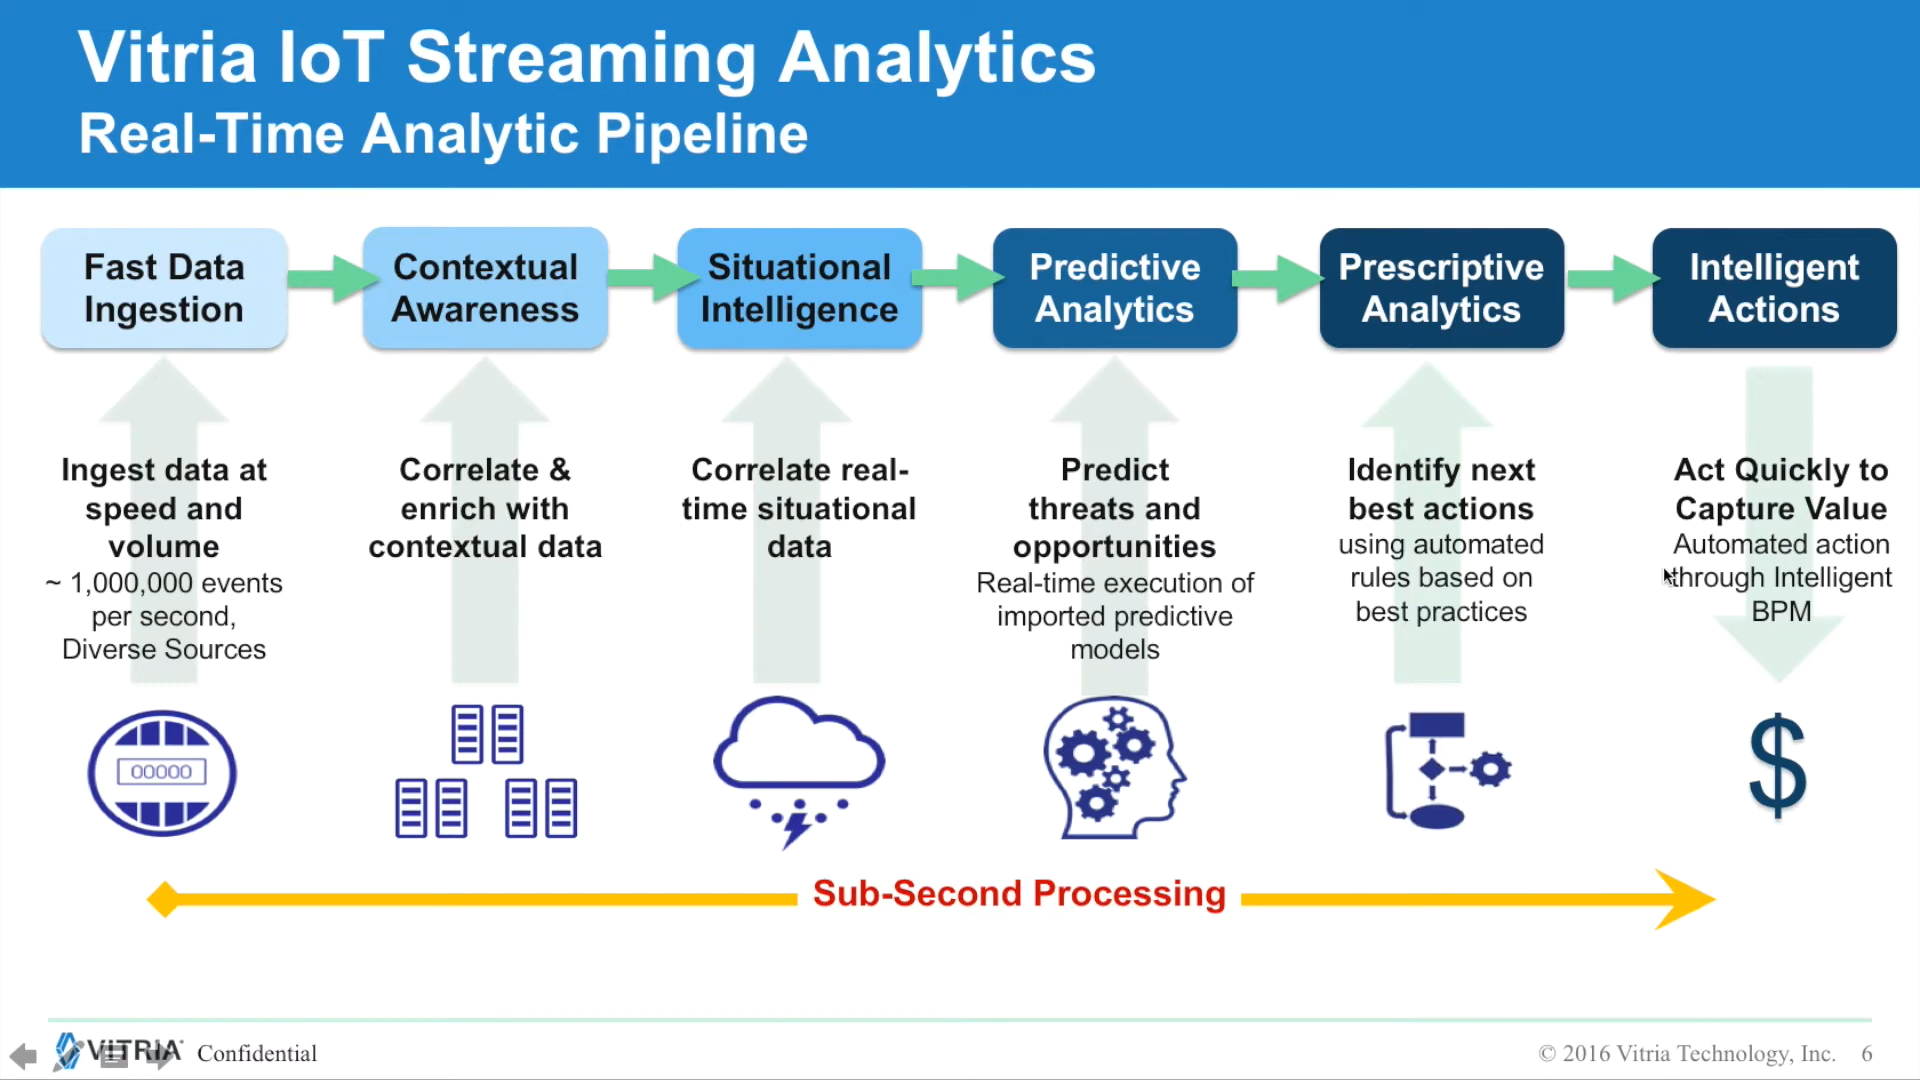 Vitria IoT Streaming Analytics
Real-Time Analytic Pipeline
Fast Data
Ingestion
Contextual
Awareness
Situational
Intelligence
Predictive
Analytics
Prescriptive
Analytics
Intelligent
Actions
Ingest data at
speed and
volume
~ 1,000,000 events
per second,
Diverse Sources
Correlate &
enrich with
contextual data
Correlate real-
time situational
data
Predict
threats and
opportunities
Real-time execution of
imported predictive
models
Identify next
best actions
using automated
rules based on
best practices
Act Quickly to
Capture Value
Automated action
through Intelligent
BPM
00000
$
Sub-Second Processing
VITRIA
Confidential
© 2016 Vitria Technology, Inc. 6